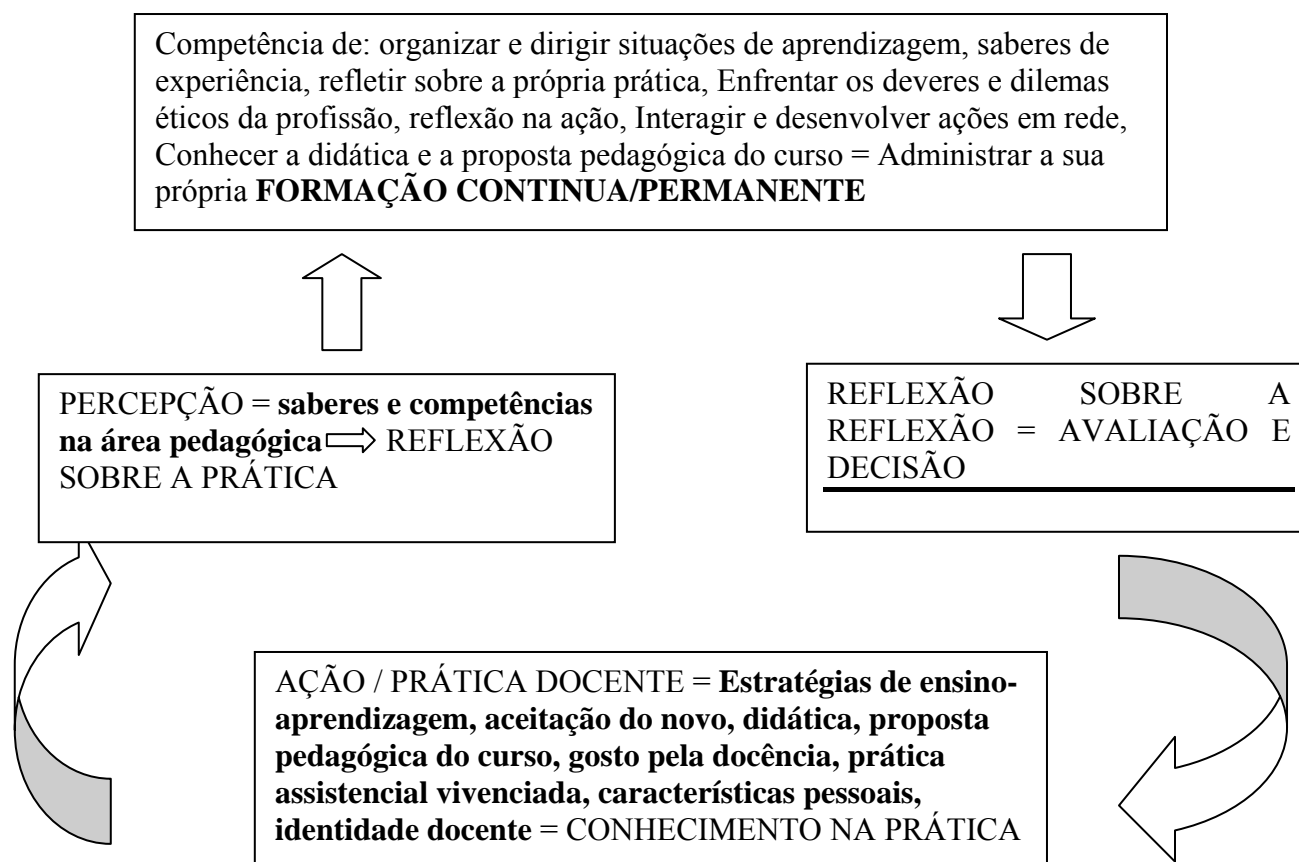 Competência de: organizar e dirigir situações de aprendizagem, saberes de
experiência, refletir sobre a própria prática, Enfrentar os deveres e dilemas
éticos da profissão, reflexão na ação, Interagir e desenvolver ações em rede,
Conhecer a didática e a proposta pedagógica do curso = Administrar a sua
própria FORMAÇÃO CONTINUA/PERMANENTE
PERCEPÇÃO = saberes e competências
na área pedagógica ⇨ REFLEXÃO
SOBRE A PRÁTICA
REFLEXÃO SOBRE A
REFLEXÃO = AVALIAÇÃO E
DECISÃO
AÇÃO / PRÁTICA DOCENTE = Estratégias de ensino-
aprendizagem, aceitação do novo, didática, proposta
pedagógica do curso, gosto pela docência, prática
assistencial vivenciada, características pessoais,
identidade docente = CONHECIMENTO NA PRÁTICA